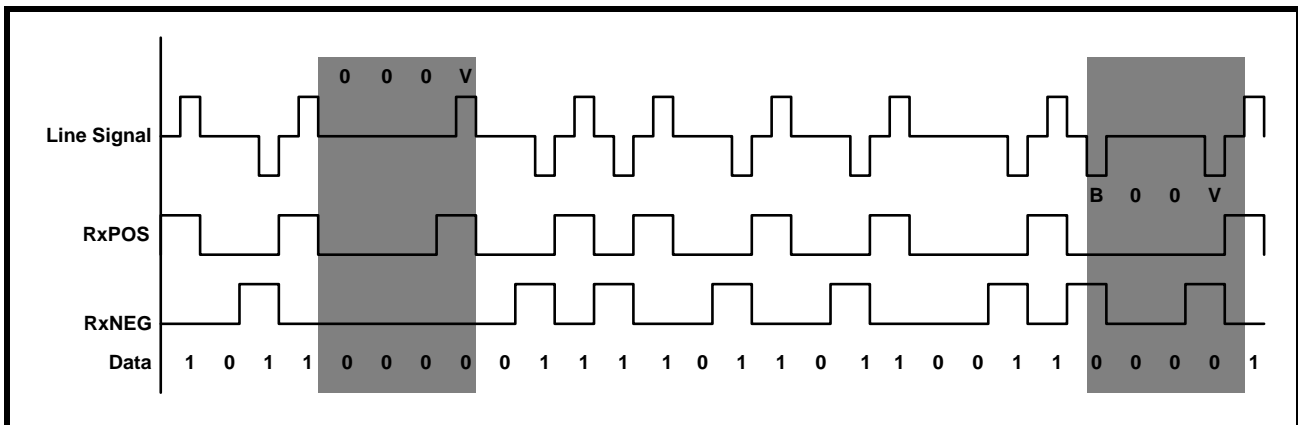 0 0 0 V
Line Signal
B 0 0 V
RxPOS
RxNEG
Data 1 0 1 1 0 0 0 0 0 1 1 1 1 0 1 1 0 1 1 0 0 1 1 0 0 0 0 1